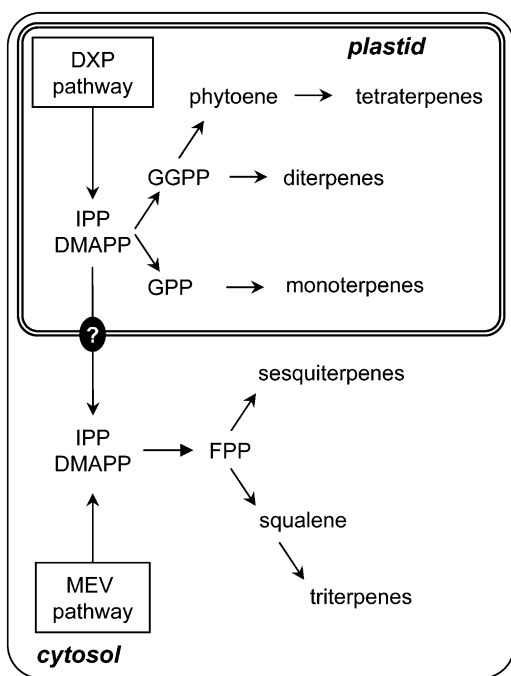 plastid
DXP
pathway
phytoene
tetraterpenes
GGPP
diterpenes
IPP
DMAPP
GPP
monoterpenes
?
sesquiterpenes
IPP
DMAPP
FPP
squalene
MEV
pathway
triterpenes
cytosol